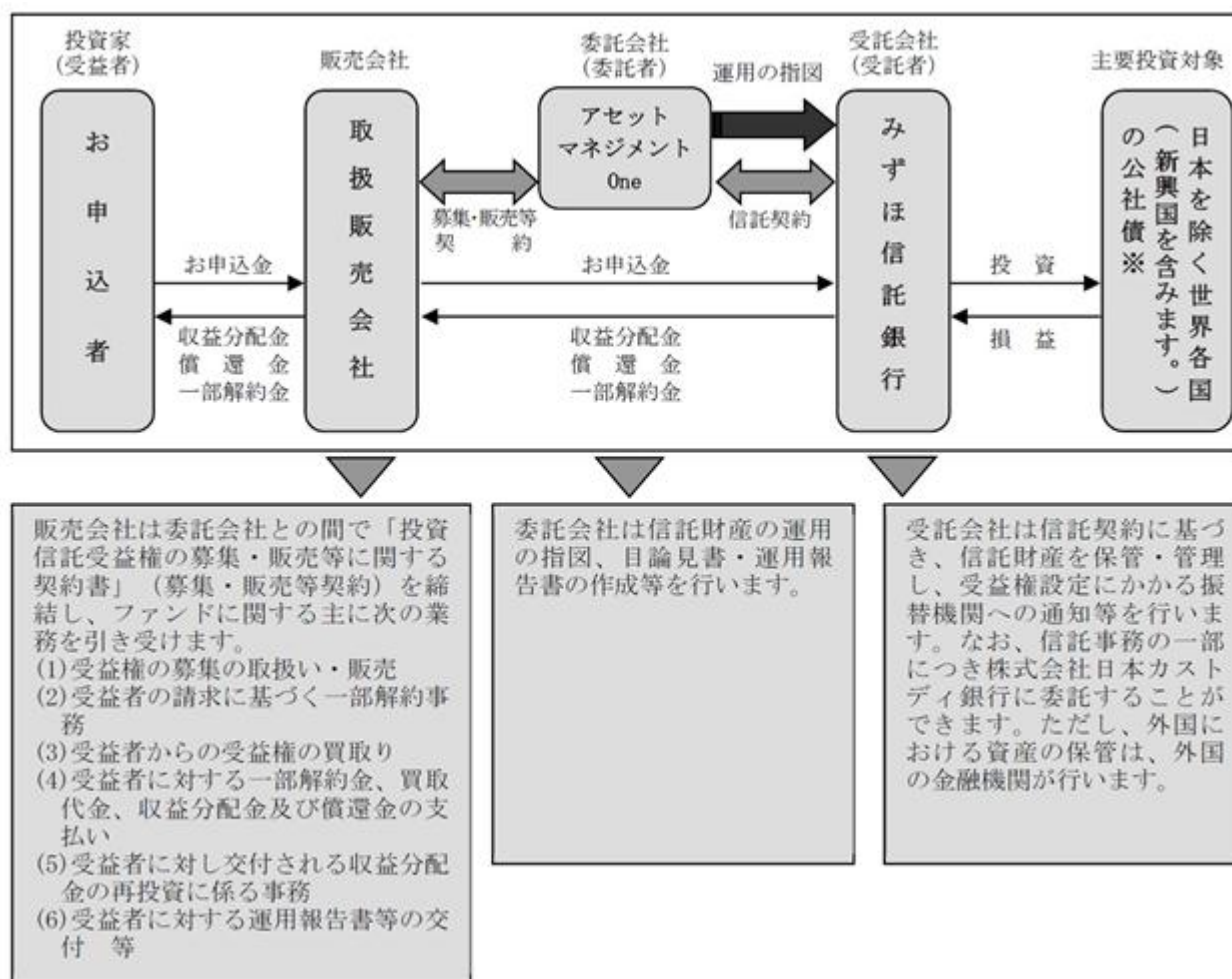 投資家
(受益者)
販売会社
委託会社
(委託者)
運用の指図
受託会社
(受託者)
主要投資対象
お申込者
取扱販売会社
アセット
マネジメント
One
みずほ信託銀行
日本を除く世界各国
(新興国を含みます。)
の公社債※
募集・販売等
契　約
信託契約
お申込金
収益分配金
償　還　金
一部解約金
お申込金
収益分配金
償　還　金
一部解約金
投　資
損　益
販売会社は委託会社との間で「投資
信託受益権の募集・販売等に関する
契約書」(募集・販売等契約)を締
結し、ファンドに関する主に次の業
務を引き受けます。
(1)受益権の募集の取扱い・販売
(2)受益者の請求に基づく一部解約事
務
(3)受益者からの受益権の買取り
(4)受益者に対する一部解約金、買取
代金、収益分配金及び償還金の支
払い
(5)受益者に対し交付される収益分配
金の再投資に係る事務
(6)受益者に対する運用報告書等の交
付　等
委託会社は信託財産の運用
の指図、目論見書・運用報
告書の作成等を行います。
受託会社は信託契約に基づ
き、信託財産を保管・管理
し、受益権設定にかかる振
替機関への通知等を行いま
す。なお、信託事務の一部
につき株式会社日本カスト
ディ銀行に委託することが
できます。ただし、外国に
おける資産の保管は、外国
の金融機関が行います。